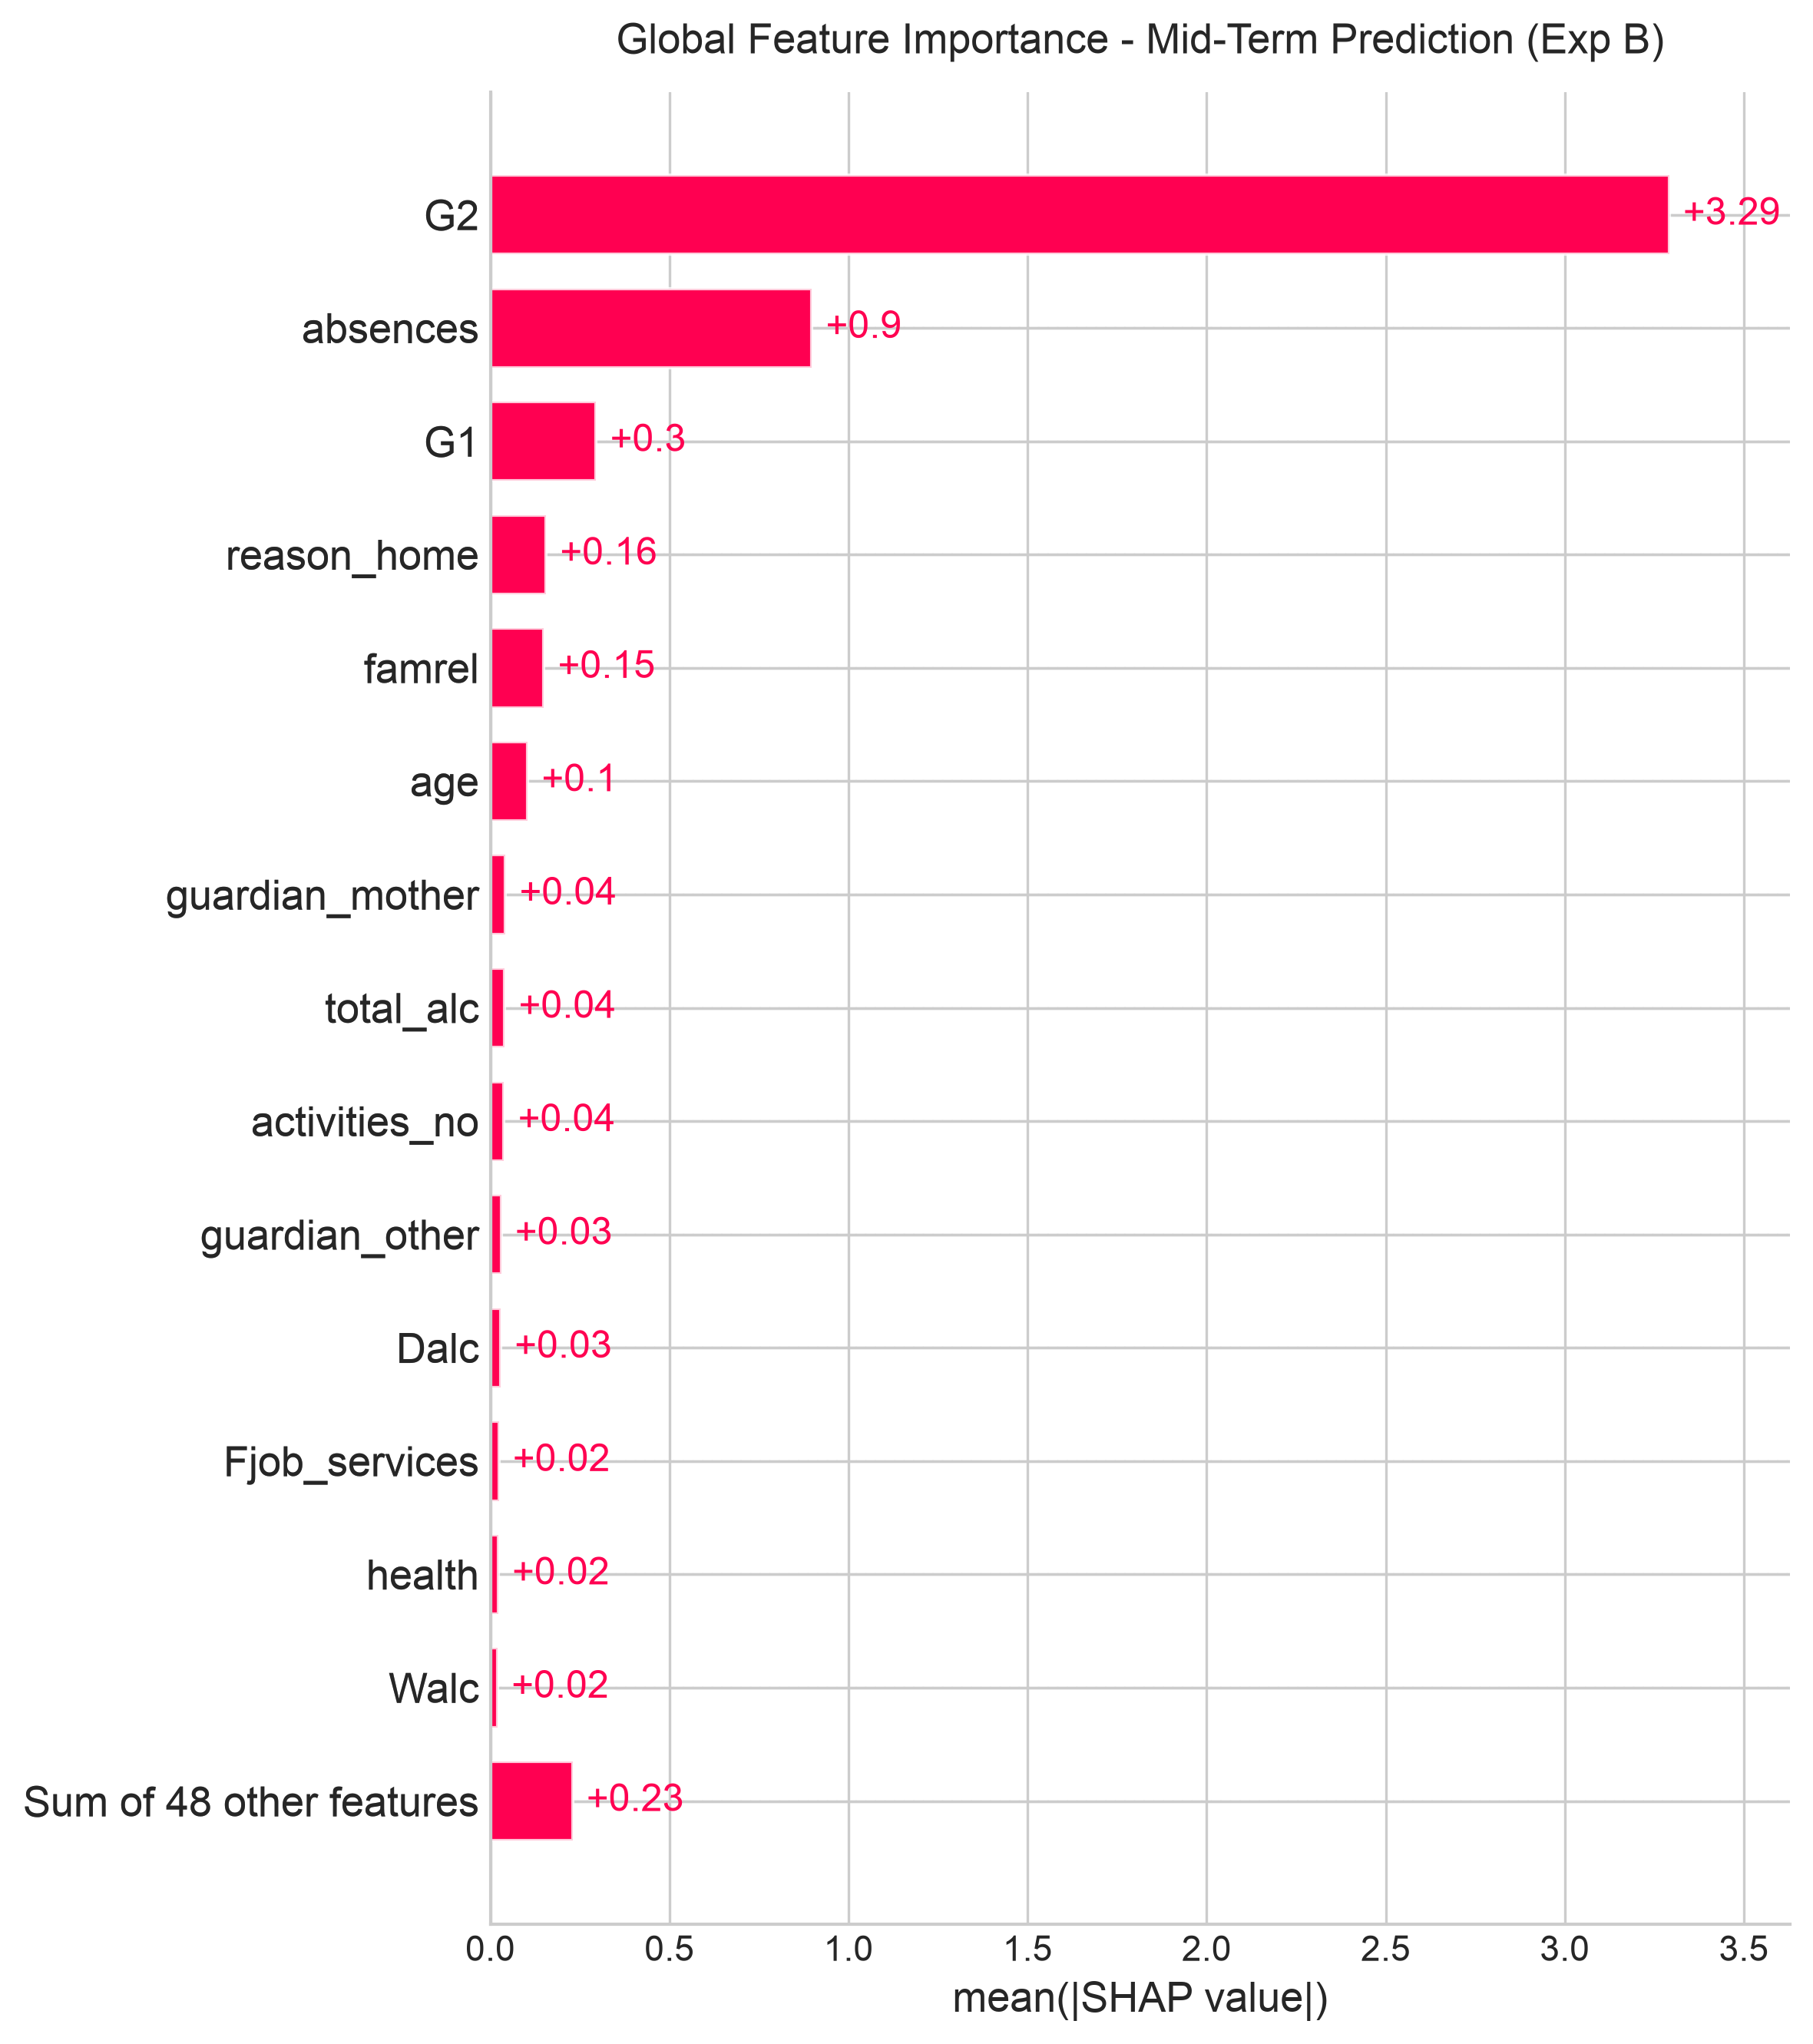 Global Feature Importance - Mid-Term Prediction (Exp B)
G2 +3.29
absences +0.9
G1 +0.3
reason_home +0.16
famrel +0.15
age +0.1
guardian_mother +0.04
total_alc +0.04
activities_no +0.04
guardian_other +0.03
Dalc +0.03
Fjob_services +0.02
health +0.02
Walc +0.02
Sum of 48 other features +0.23
0.0 0.5 1.0 1.5 2.0 2.5 3.0 3.5
mean(|SHAP value|)